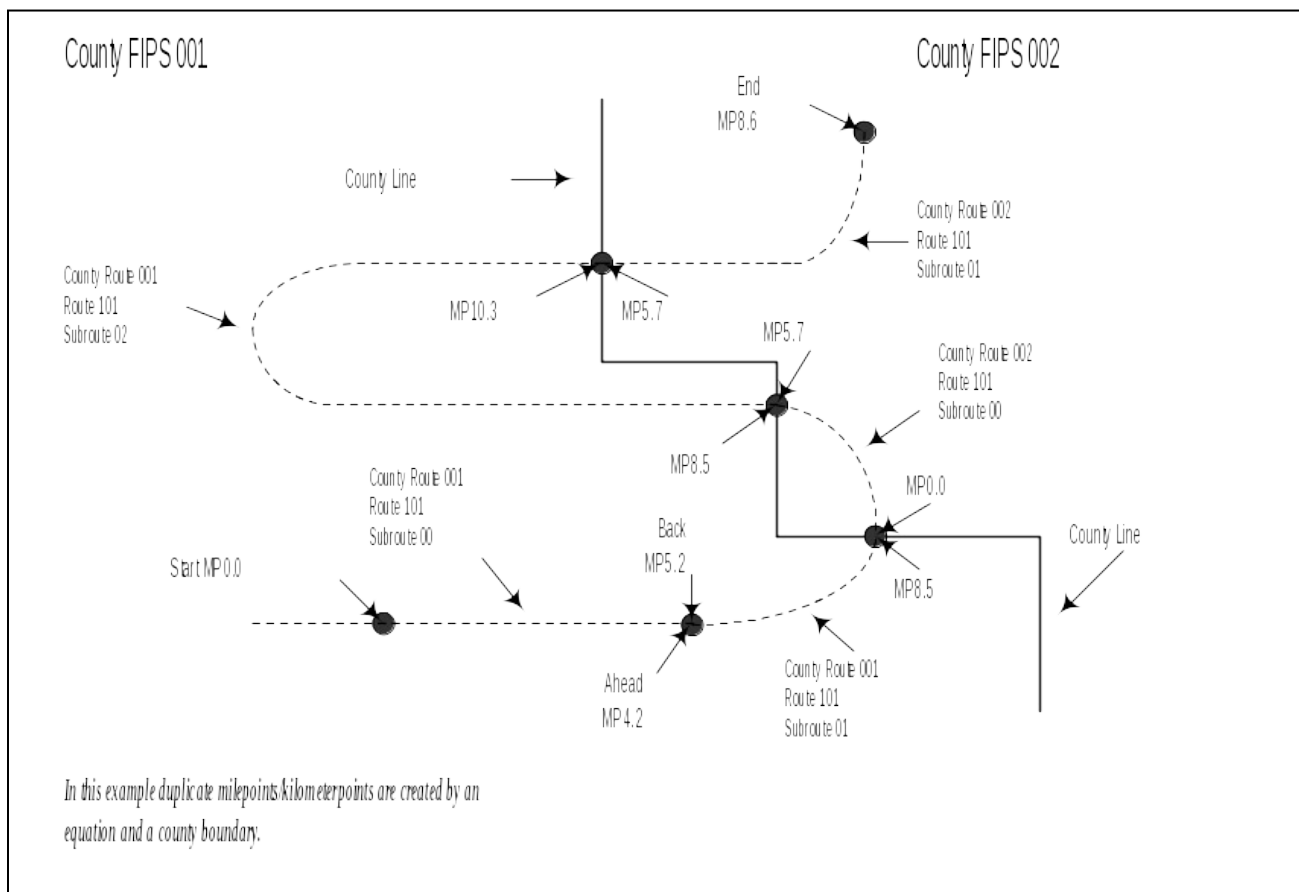 County FIPS 001
County FIPS 002
End
MP8.6
County Line
County Route 002
Route 101
Subroute 01
County Route 001
Route 101
Subroute 02
MP10.3
MP5.7
MP5.7
County Route 002
Route 101
Subroute 00
MP8.5
County Route 001
Route 101
Subroute 00
MP0.0
Back
MP5.2
County Line
Start MP0.0
MP8.5
Ahead
MP4.2
County Route 001
Route 101
Subroute 01
In this example duplicate milepoints/kilometerpoints are created by an
equation and a county boundary.